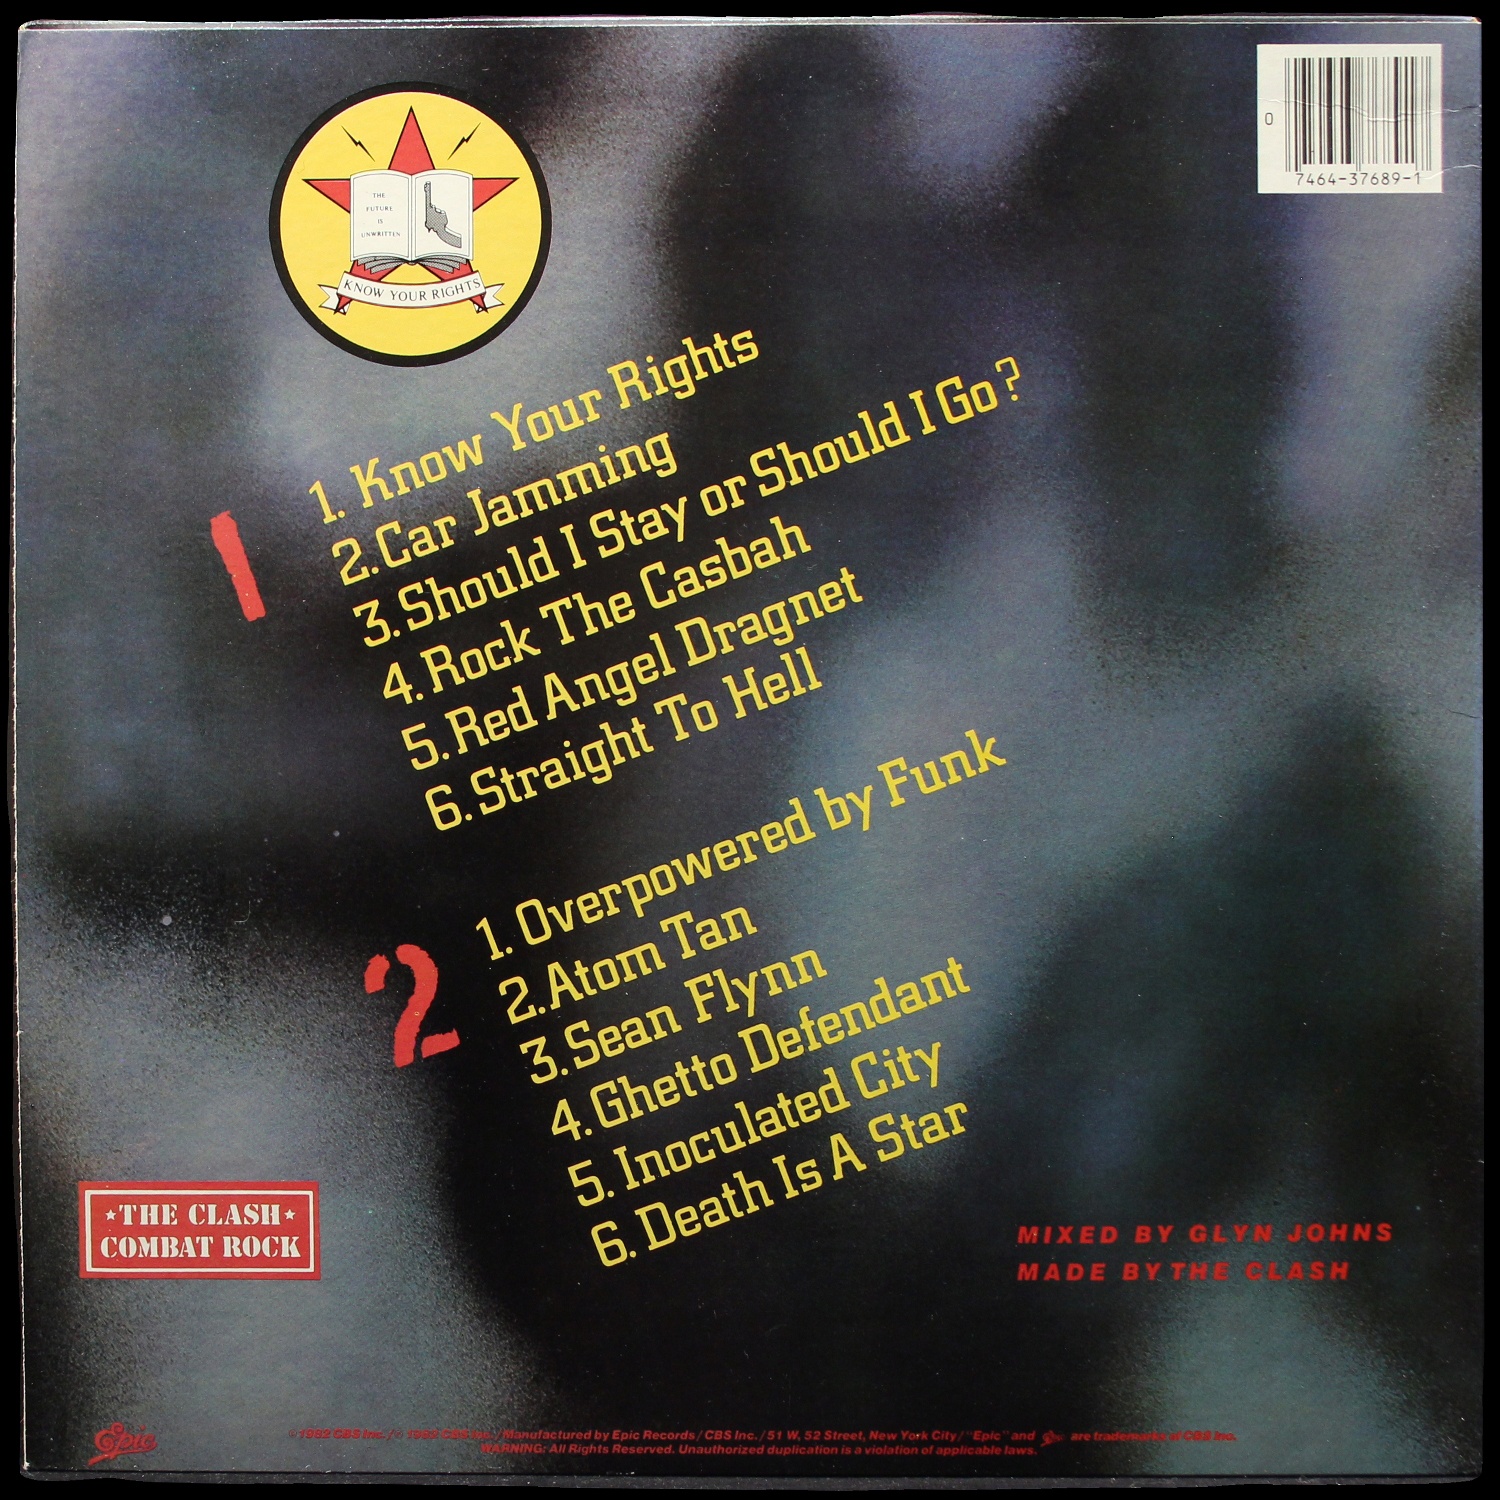 0
7464-37689-1
THE
FUTURE
IS
UNWRITTEN
KNOW YOUR RIGHTS
1
1. Know Your Rights
2. Car Jamming
3. Should I Stay or Should I Go?
4. Rock The Casbah
5. Red Angel Dragnet
6. Straight To Hell
2
1. Overpowered by Funk
2. Atom Tan
3. Sean Flynn
4. Ghetto Defendant
5. Inoculated City
6. Death Is A Star
★THE CLASH★
COMBAT ROCK
MIXED BY GLYN JOHNS
MADE BY THE CLASH
Epic
© 1982 CBS Inc. / ℗ 1982 CBS Inc. / Manufactured by Epic Records / CBS Inc. / 51 W, 52 Street, New York City / "Epic" and Epic are trademarks of CBS Inc.
WARNING: All Rights Reserved. Unauthorized duplication is a violation of applicable laws.